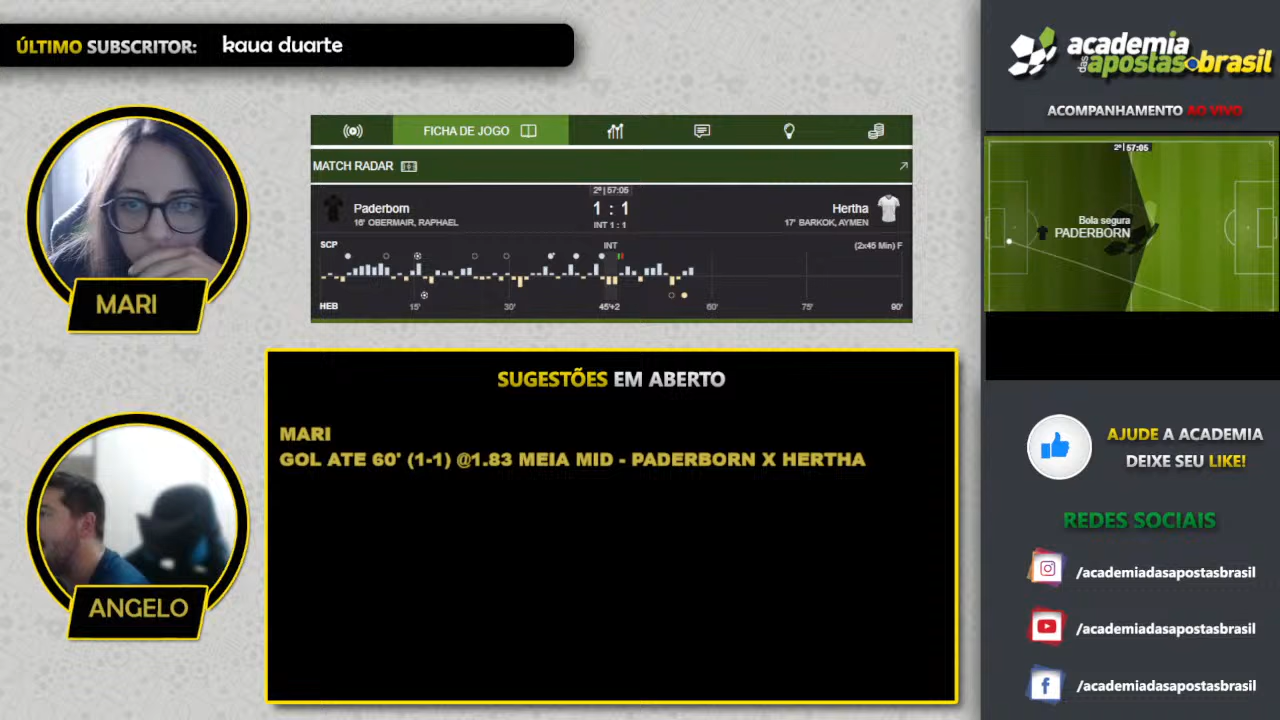 ÚLTIMO SUBSCRITOR: kaua duarte
MARI
ANGELO
FICHA DE JOGO
MATCH RADAR
2º | 57:05
Paderborn 1 : 1 Hertha
16' OBERMAIR, RAPHAEL INT 1 : 1 17' BARKOK, AYMEN
SCP INT (2x45 Min) F
HEB 15' 30' 45'+2 60' 75' 90'
SUGESTÕES EM ABERTO
MARI
GOL ATE 60' (1-1) @1.83 MEIA MID - PADERBORN X HERTHA
academia
das apostas brasil
ACOMPANHAMENTO AO VIVO
2º | 57:05
Bola segura
PADERBORN
AJUDE A ACADEMIA
DEIXE SEU LIKE!
REDES SOCIAIS
/academiadasapostasbrasil
/academiadasapostasbrasil
/academiadasapostasbrasil